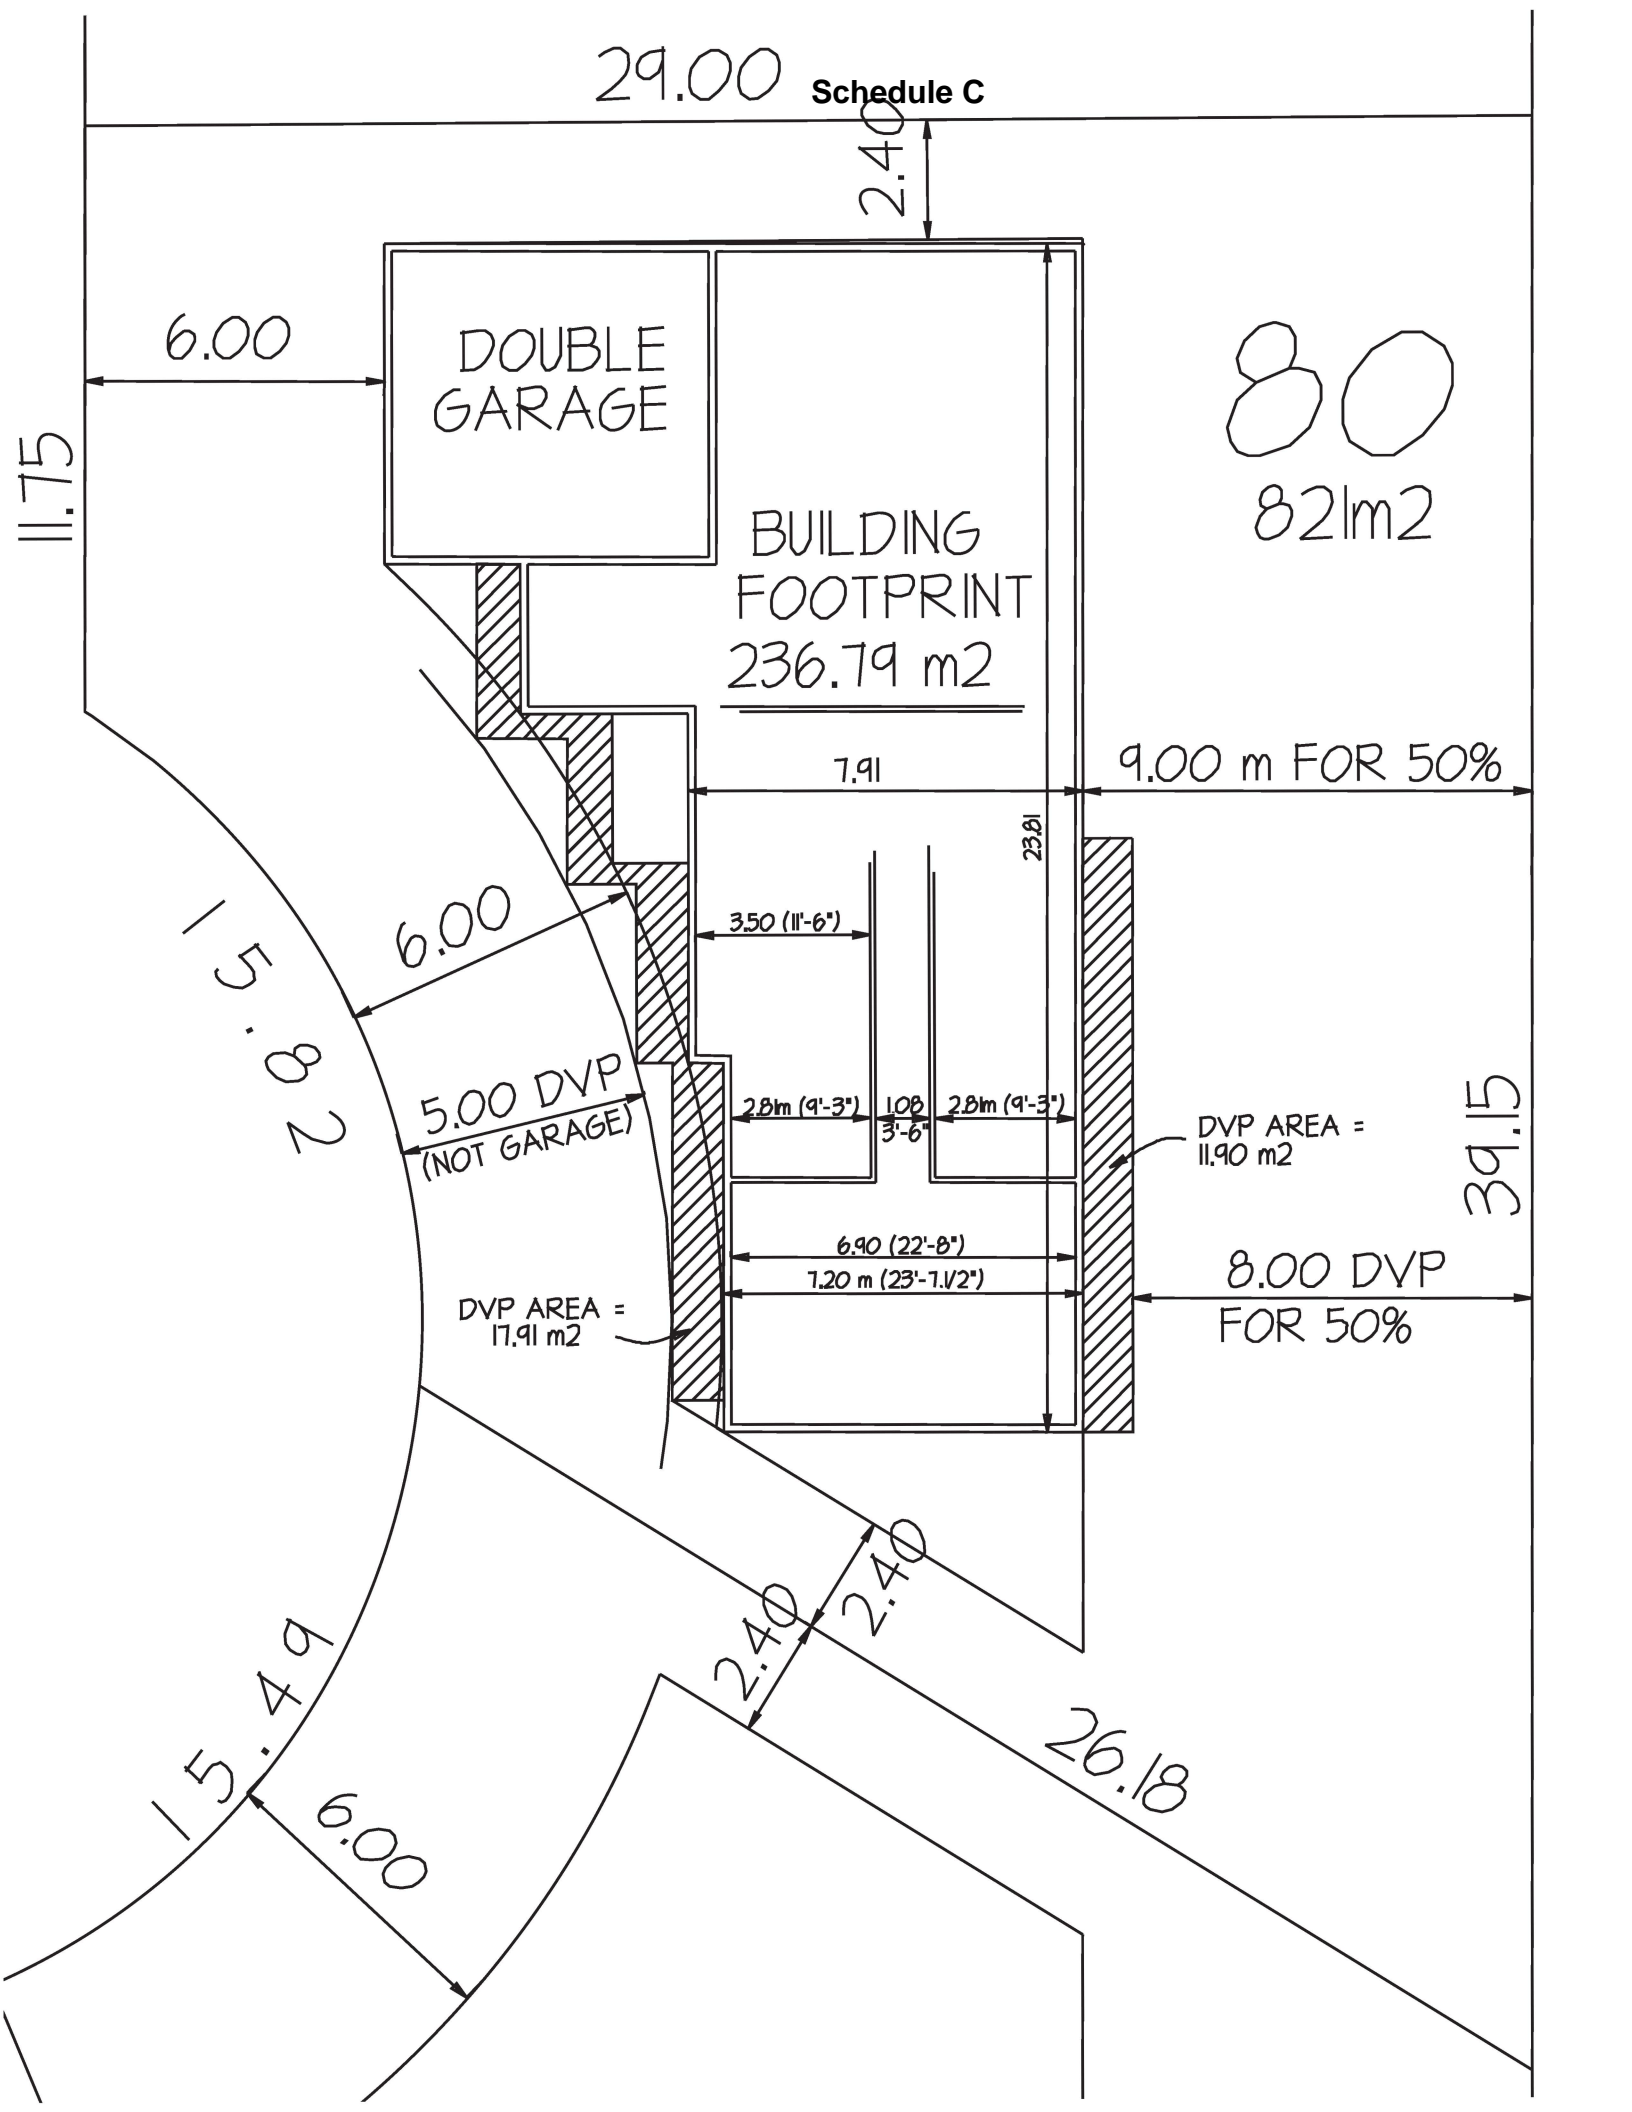 29.00
Schedule C
2.40
6.00
DOUBLE
GARAGE
80
821m2
11.75
BUILDING
FOOTPRINT
236.79 m2
7.91
9.00 m FOR 50%
23.81
6.00
3.50 (11'-6")
15.82
5.00 DVP
(NOT GARAGE)
2.81m (9'-3")
1.08
3'-6"
2.81m (9'-3")
DVP AREA =
11.90 m2
39.15
6.90 (22'-8")
7.20 m (23'-7.1/2")
8.00 DVP
FOR 50%
DVP AREA =
17.91 m2
2.40
2.40
26.18
15.49
6.00